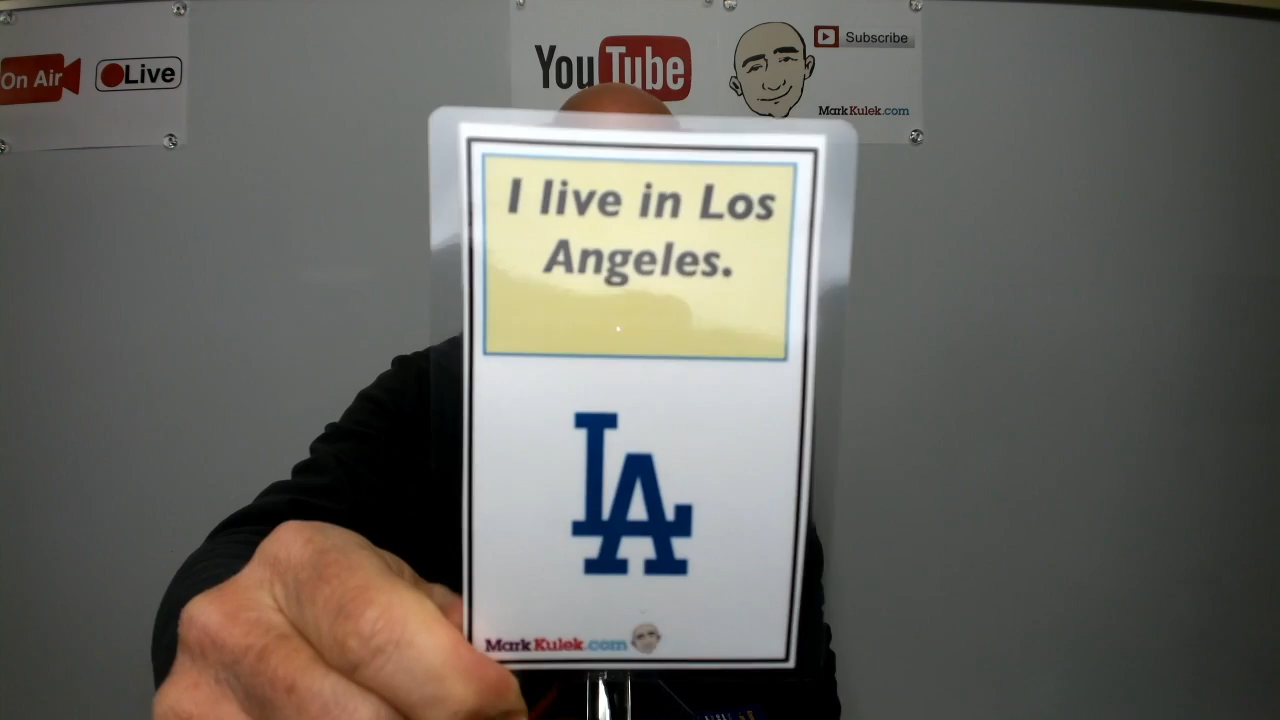 On Air
Live
YouTube
Subscribe
MarkKulek.com
I live in Los
Angeles.
LA
MarkKulek.com